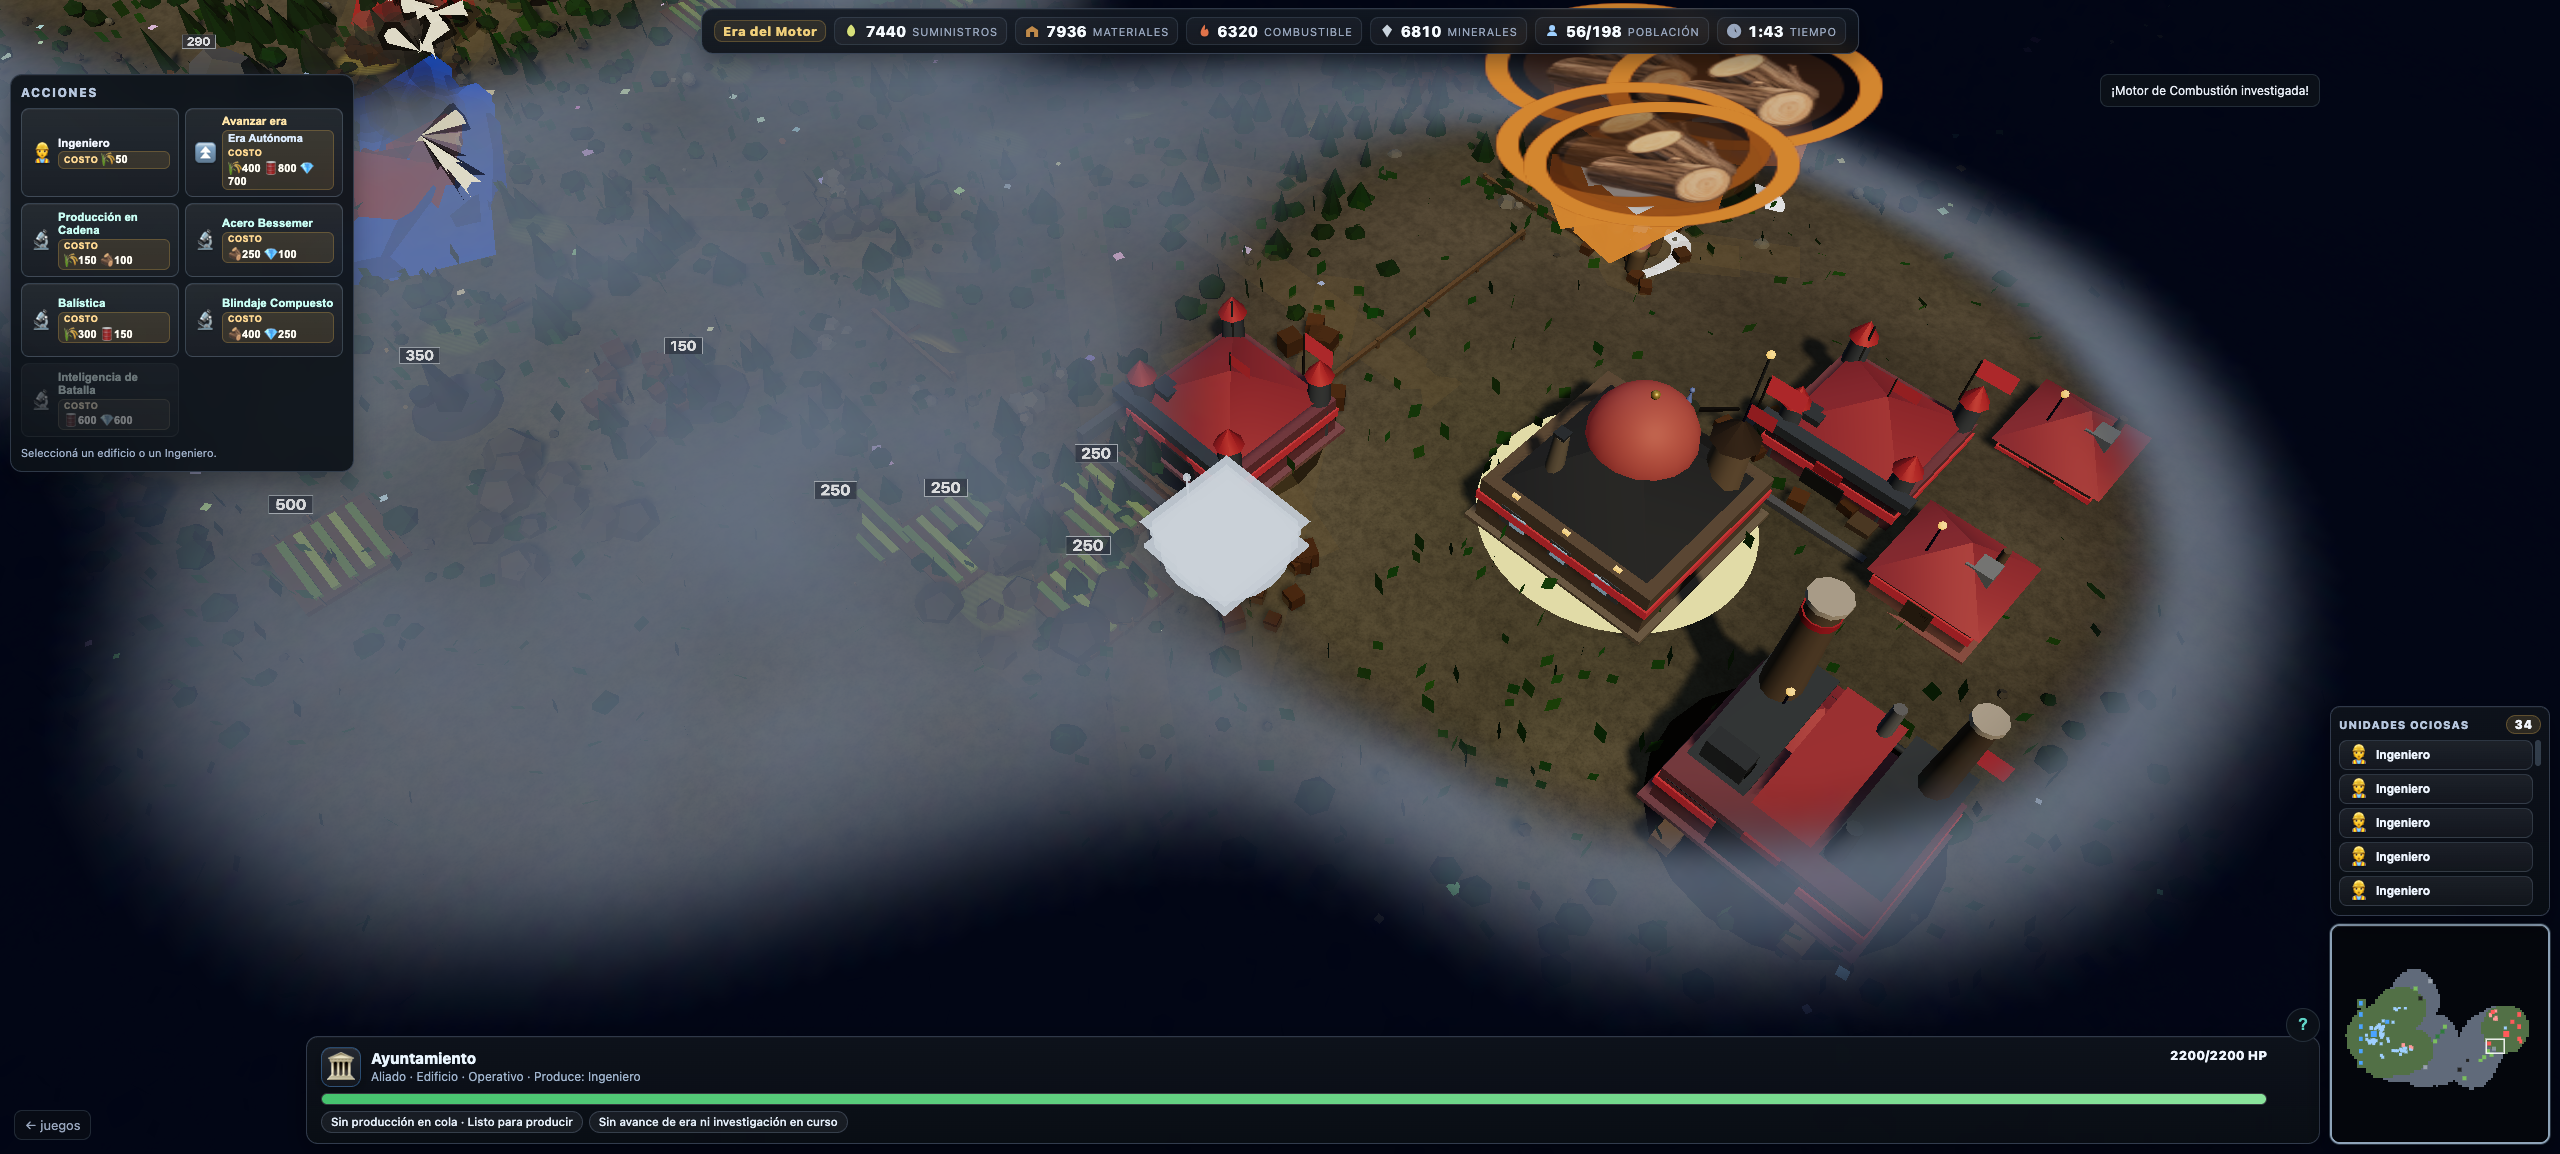 Era del Motor
7440 SUMINISTROS
7936 MATERIALES
6320 COMBUSTIBLE
6810 MINERALES
56/198 POBLACIÓN
1:43 TIEMPO
290
¡Motor de Combustión investigada!
ACCIONES
Ingeniero
COSTO 50
Avanzar era
Era Autónoma
COSTO
400 800
700
Producción en
Cadena
COSTO
150 100
Acero Bessemer
COSTO
250 100
Balística
COSTO
300 150
Blindaje Compuesto
COSTO
400 250
Inteligencia de
Batalla
COSTO
600 600
Seleccioná un edificio o un Ingeniero.
350
150
500
250
250
250
250
UNIDADES OCIOSAS 34
Ingeniero
Ingeniero
Ingeniero
Ingeniero
Ingeniero
?
Ayuntamiento
2200/2200 HP
Aliado · Edificio · Operativo · Produce: Ingeniero
Sin producción en cola · Listo para producir
Sin avance de era ni investigación en curso
← juegos